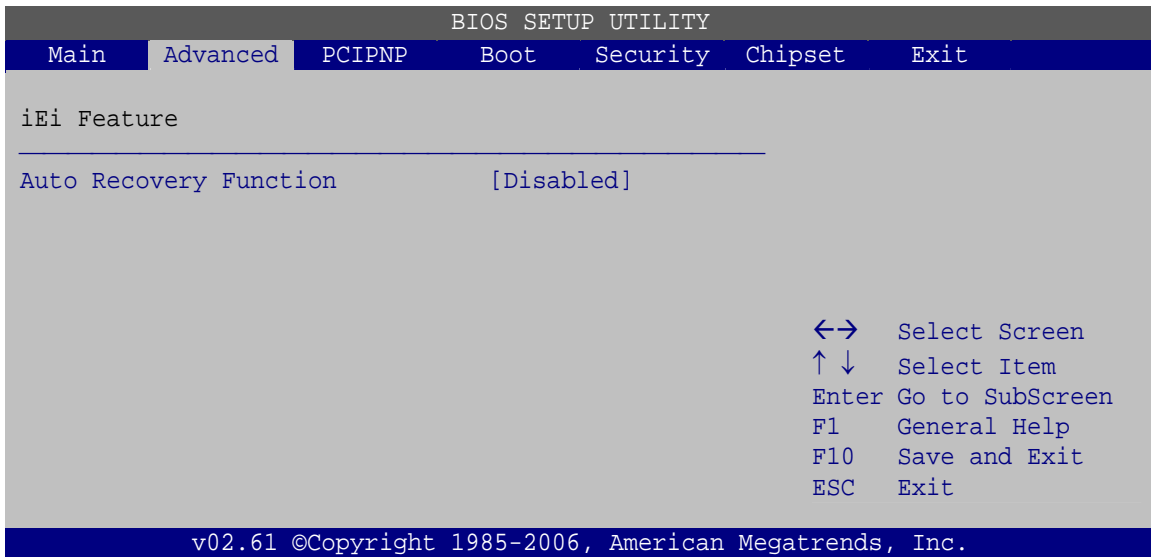 BIOS SETUP UTILITY
Main Advanced PCIPNP Boot Security Chipset Exit
iEi Feature
Auto Recovery Function [Disabled]
←→ Select Screen
↑ ↓ Select Item
Enter Go to SubScreen
F1 General Help
F10 Save and Exit
ESC Exit
v02.61 ©Copyright 1985-2006, American Megatrends, Inc.